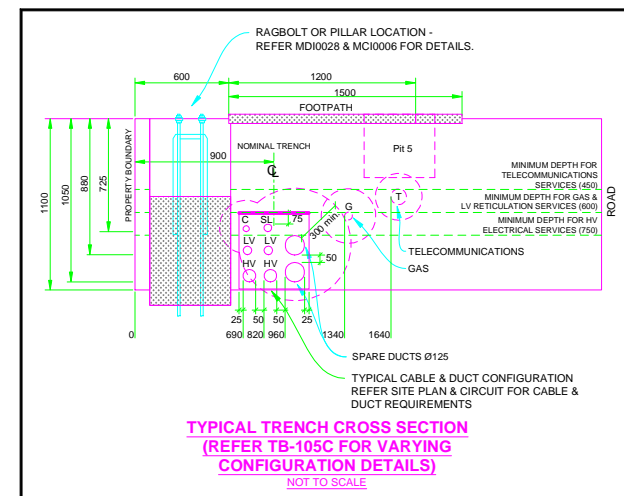 RAGBOLT OR PILLAR LOCATION -
REFER MDI0028 & MCI0006 FOR DETAILS.
600
1200
1500
FOOTPATH
NOMINAL TRENCH
Pit 5
900
CL
1100
1050
880
725
PROPERTY BOUNDARY
MINIMUM DEPTH FOR
TELECOMMUNICATIONS
SERVICES (450)
MINIMUM DEPTH FOR GAS &
LV RETICULATION SERVICES (600)
MINIMUM DEPTH FOR HV
ELECTRICAL SERVICES (750)
ROAD
C SL 75
G
T
300 min.
LV LV
HV HV
50
TELECOMMUNICATIONS
GAS
25 50 50 25
0 690 820 960 1340 1640
SPARE DUCTS Ø125
TYPICAL CABLE & DUCT CONFIGURATION
REFER SITE PLAN & CIRCUIT FOR CABLE &
DUCT REQUIREMENTS
TYPICAL TRENCH CROSS SECTION
(REFER TB-105C FOR VARYING
CONFIGURATION DETAILS)
NOT TO SCALE